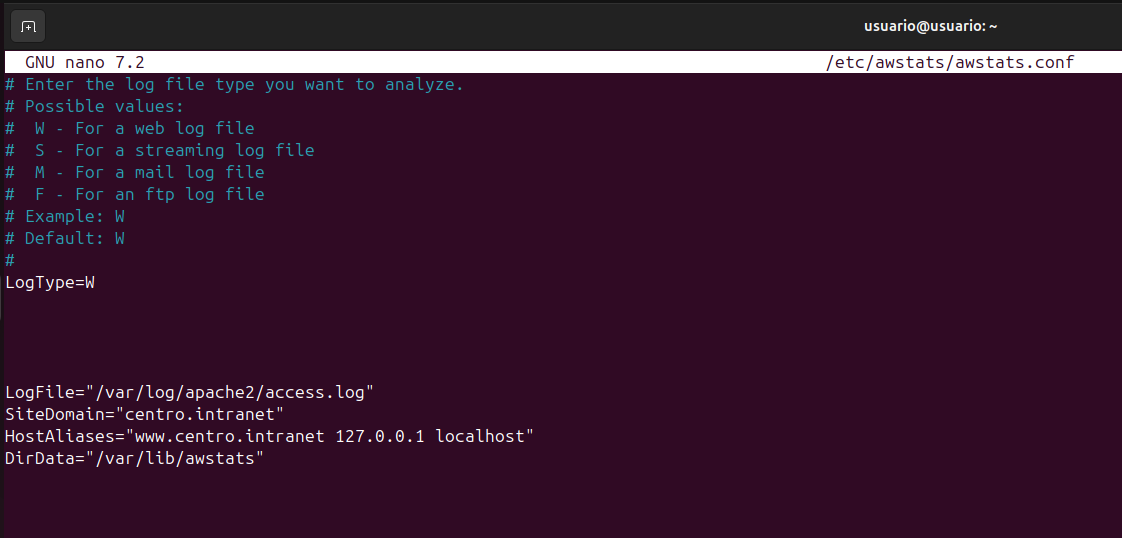 usuario@usuario: ~
GNU nano 7.2 /etc/awstats/awstats.conf
# Enter the log file type you want to analyze.
# Possible values:
#  W - For a web log file
#  S - For a streaming log file
#  M - For a mail log file
#  F - For an ftp log file
# Example: W
# Default: W
#
LogType=W
LogFile="/var/log/apache2/access.log"
SiteDomain="centro.intranet"
HostAliases="www.centro.intranet 127.0.0.1 localhost"
DirData="/var/lib/awstats"